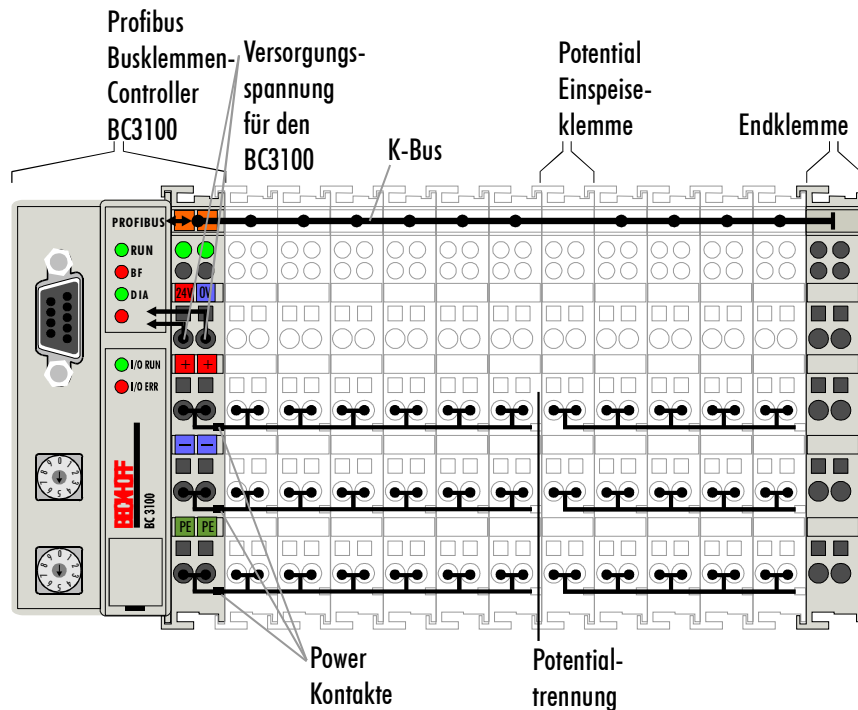 Profibus
Busklemmen-
Controller
BC3100
Versorgungs-
spannung
für den
BC3100
K-Bus
Potential
Einspeise-
klemme
Endklemme
PROFIBUS
RUN
BF
DIA
24V 0V
I/O RUN
I/O ERR
+ +
— —
PE PE
BECKHOFF
BC 3100
Power
Kontakte
Potential-
trennung